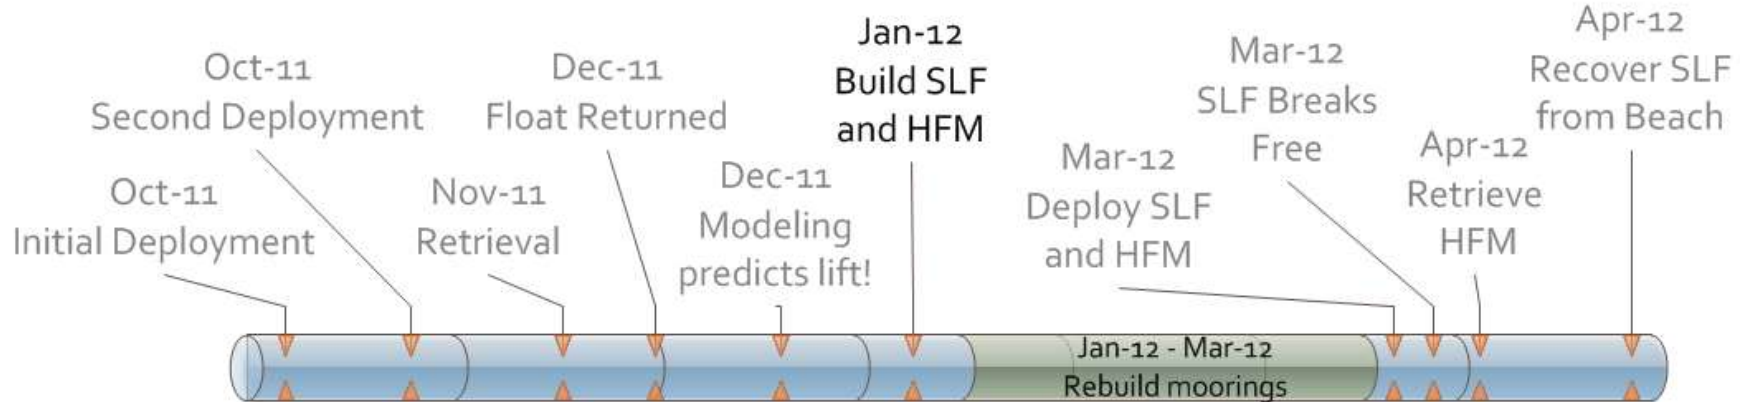 Oct-11
Initial Deployment
Oct-11
Second Deployment
Nov-11
Retrieval
Dec-11
Float Returned
Dec-11
Modeling
predicts lift!
Jan-12
Build SLF
and HFM
Mar-12
Deploy SLF
and HFM
Mar-12
SLF Breaks
Free
Apr-12
Retrieve
HFM
Apr-12
Recover SLF
from Beach
Jan-12 - Mar-12
Rebuild moorings